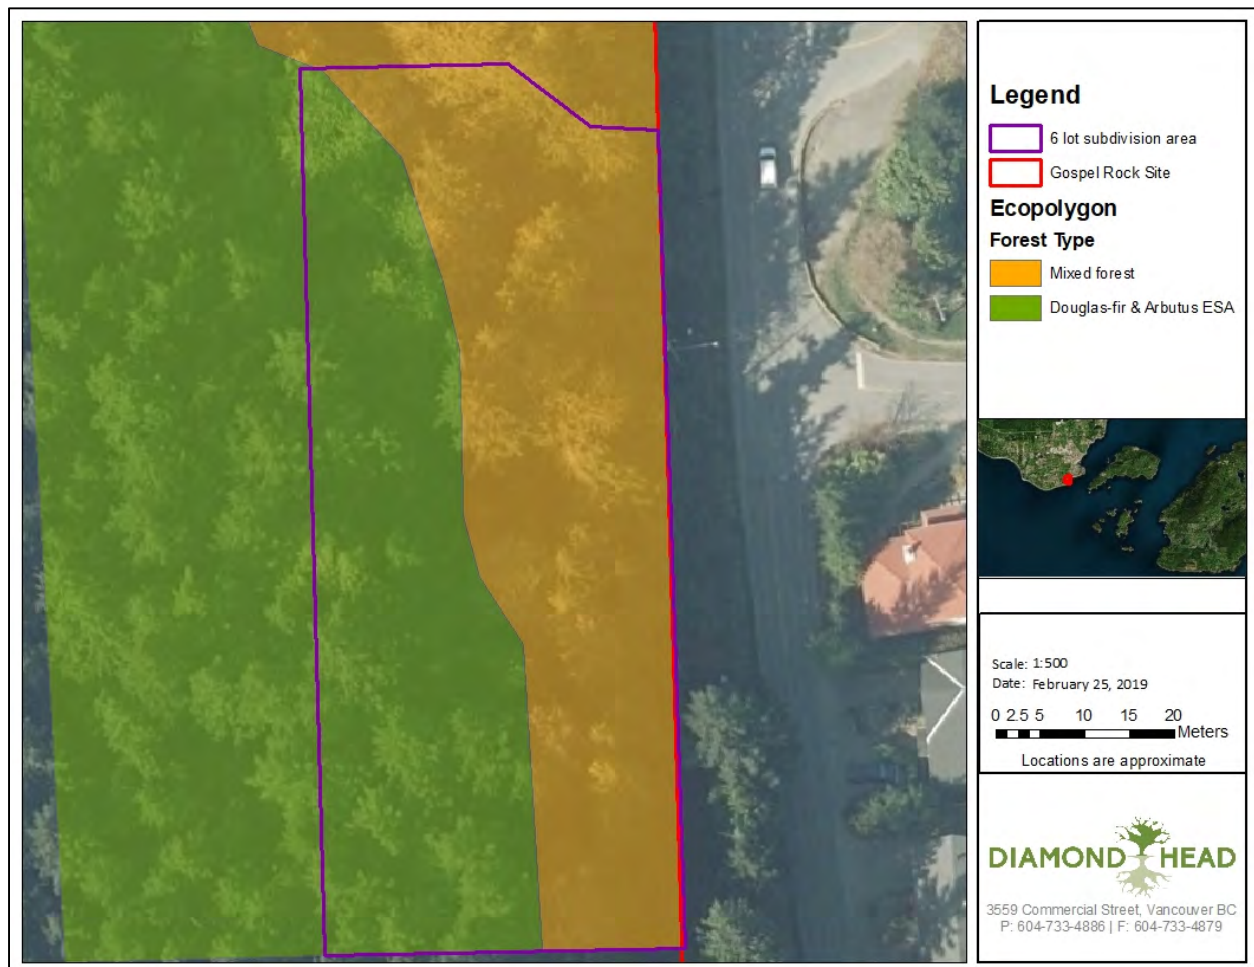 Legend
6 lot subdivision area
Gospel Rock Site
Ecopolygon
Forest Type
Mixed forest
Douglas-fir & Arbutus ESA
Scale: 1:500
Date: February 25, 2019
0 2.5 5 10 15 20
Meters
Locations are approximate
DIAMOND HEAD
3559 Commercial Street, Vancouver BC
P: 604-733-4886 | F: 604-733-4879